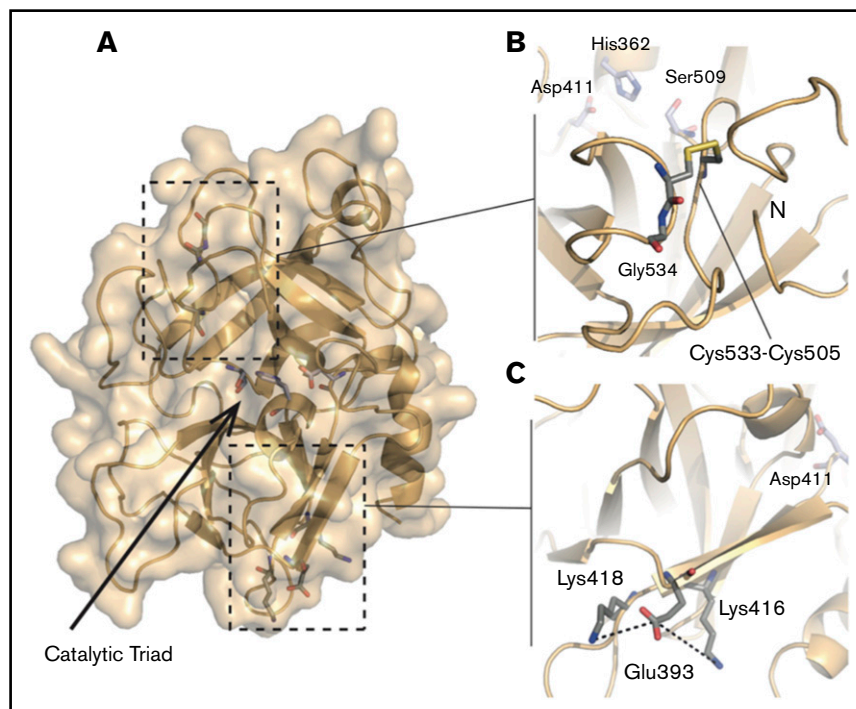 A
Catalytic Triad
B
His362
Asp411
Ser509
N
Gly534
Cys533-Cys505
C
Asp411
Lys418
Lys416
Glu393